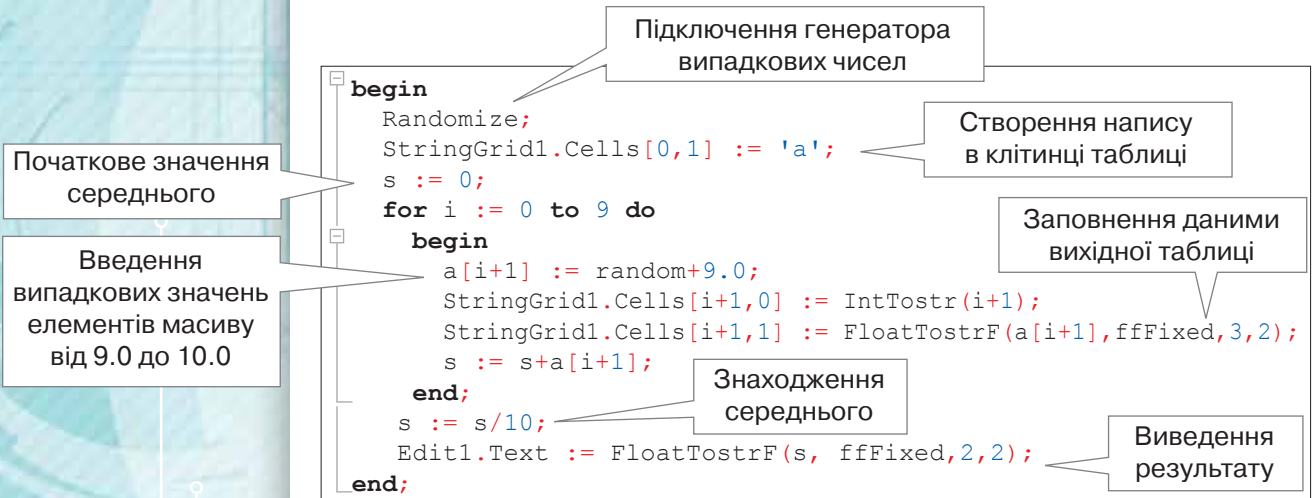 Підключення генератора
випадкових чисел
begin
Randomize;
StringGrid1.Cells[0,1] := 'a';
Створення напису
в клітинці таблиці
Початкове значення
середнього
s := 0;
for i := 0 to 9 do
begin
Введення
випадкових значень
елементів масиву
від 9.0 до 10.0
a[i+1] := random+9.0;
Заповнення даними
вихідної таблиці
StringGrid1.Cells[i+1,0] := IntTostr(i+1);
StringGrid1.Cells[i+1,1] := FloatTostrF(a[i+1],ffFixed,3,2);
s := s+a[i+1];
end;
Знаходження
середнього
s := s/10;
Edit1.Text := FloatTostrF(s, ffFixed,2,2);
Виведення
результату
end;